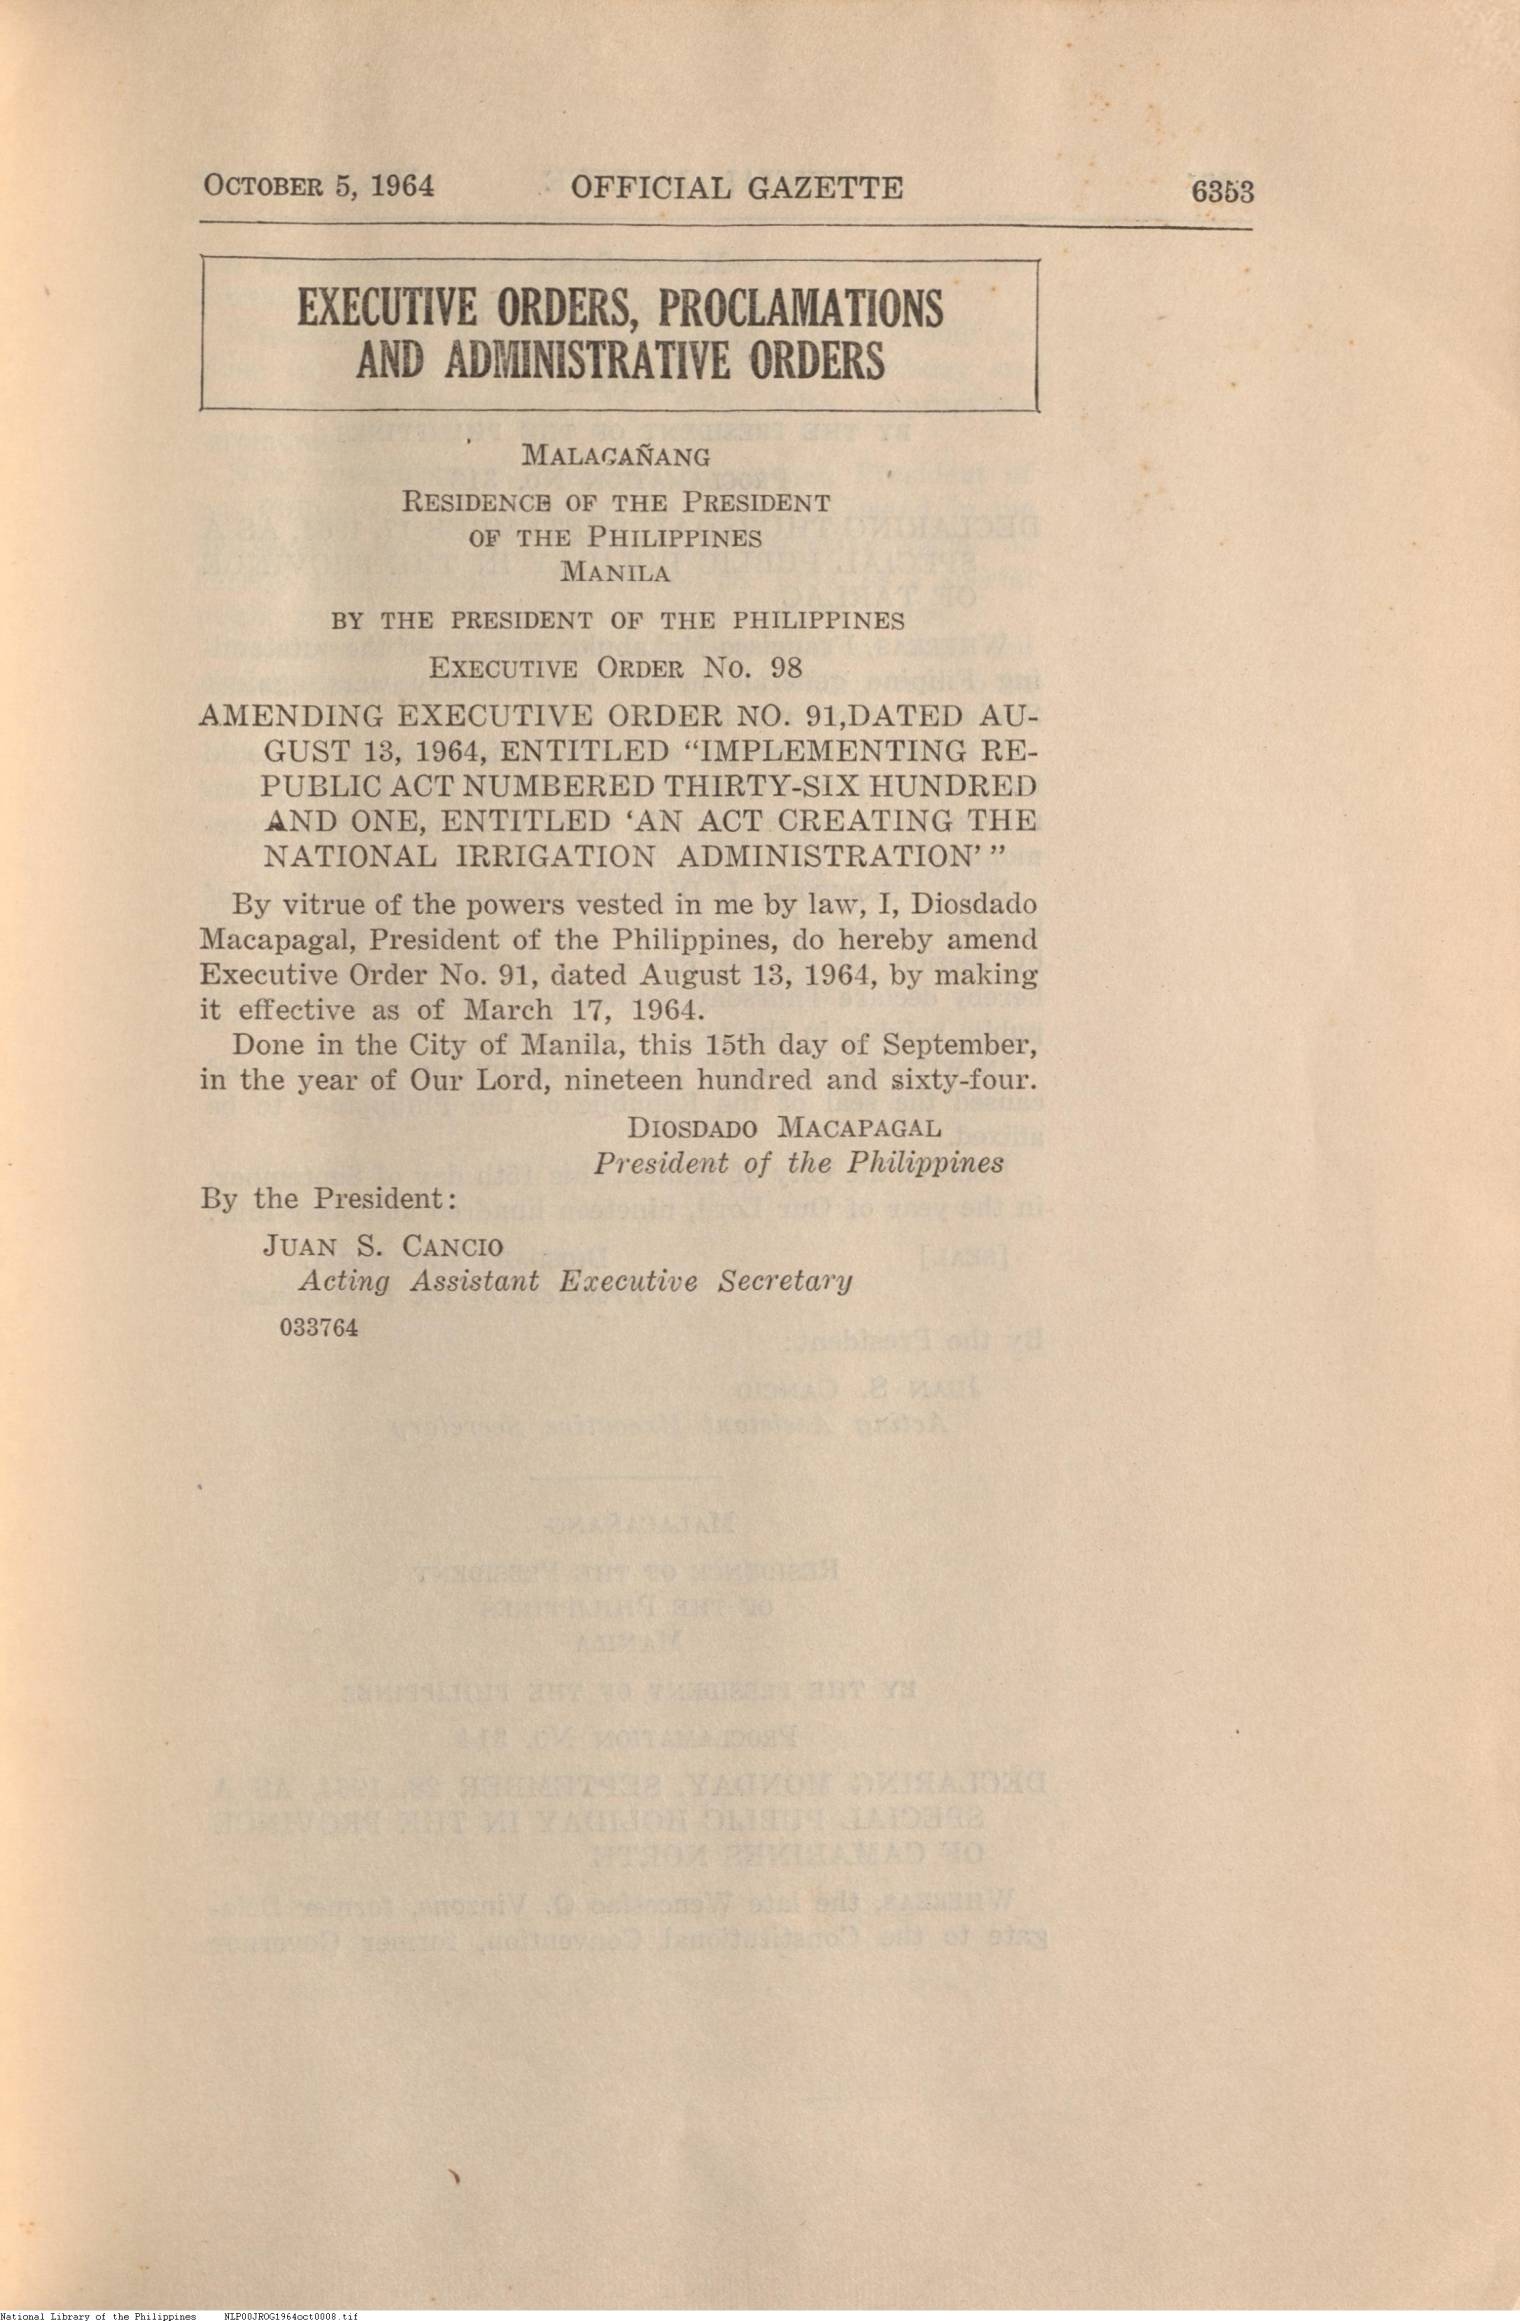 OCTOBER 5, 1964 OFFICIAL GAZETTE 6353
EXECUTIVE ORDERS, PROCLAMATIONS
AND ADMINISTRATIVE ORDERS
MALACAÑANG
RESIDENCE OF THE PRESIDENT
OF THE PHILIPPINES
MANILA
BY THE PRESIDENT OF THE PHILIPPINES
EXECUTIVE ORDER NO. 98
AMENDING EXECUTIVE ORDER NO. 91,DATED AU-
GUST 13, 1964, ENTITLED “IMPLEMENTING RE-
PUBLIC ACT NUMBERED THIRTY-SIX HUNDRED
AND ONE, ENTITLED ‘AN ACT CREATING THE
NATIONAL IRRIGATION ADMINISTRATION’ ”
By vitrue of the powers vested in me by law, I, Diosdado
Macapagal, President of the Philippines, do hereby amend
Executive Order No. 91, dated August 13, 1964, by making
it effective as of March 17, 1964.
Done in the City of Manila, this 15th day of September,
in the year of Our Lord, nineteen hundred and sixty-four.
DIOSDADO MACAPAGAL
President of the Philippines
By the President:
JUAN S. CANCIO
Acting Assistant Executive Secretary
033764
National Library of the Philippines NLP00JROG1964oct0008.tif